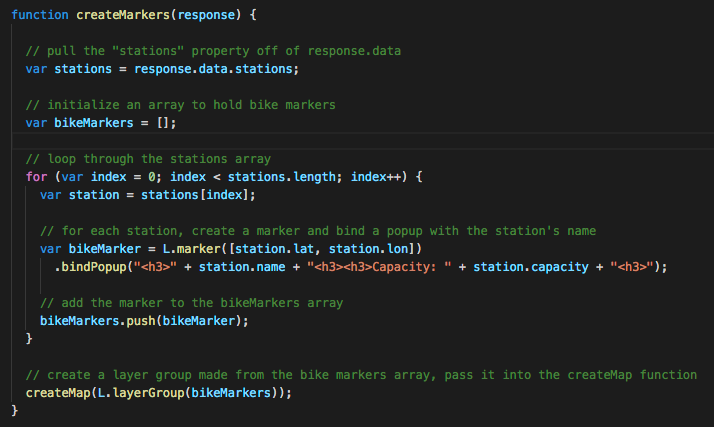 function createMarkers(response) {
// pull the "stations" property off of response.data
var stations = response.data.stations;
// initialize an array to hold bike markers
var bikeMarkers = [];
// loop through the stations array
for (var index = 0; index < stations.length; index++) {
var station = stations[index];
// for each station, create a marker and bind a popup with the station's name
var bikeMarker = L.marker([station.lat, station.lon])
.bindPopup("<h3>" + station.name + "<h3><h3>Capacity: " + station.capacity + "<h3>");
// add the marker to the bikeMarkers array
bikeMarkers.push(bikeMarker);
}
// create a layer group made from the bike markers array, pass it into the createMap function
createMap(L.layerGroup(bikeMarkers));
}